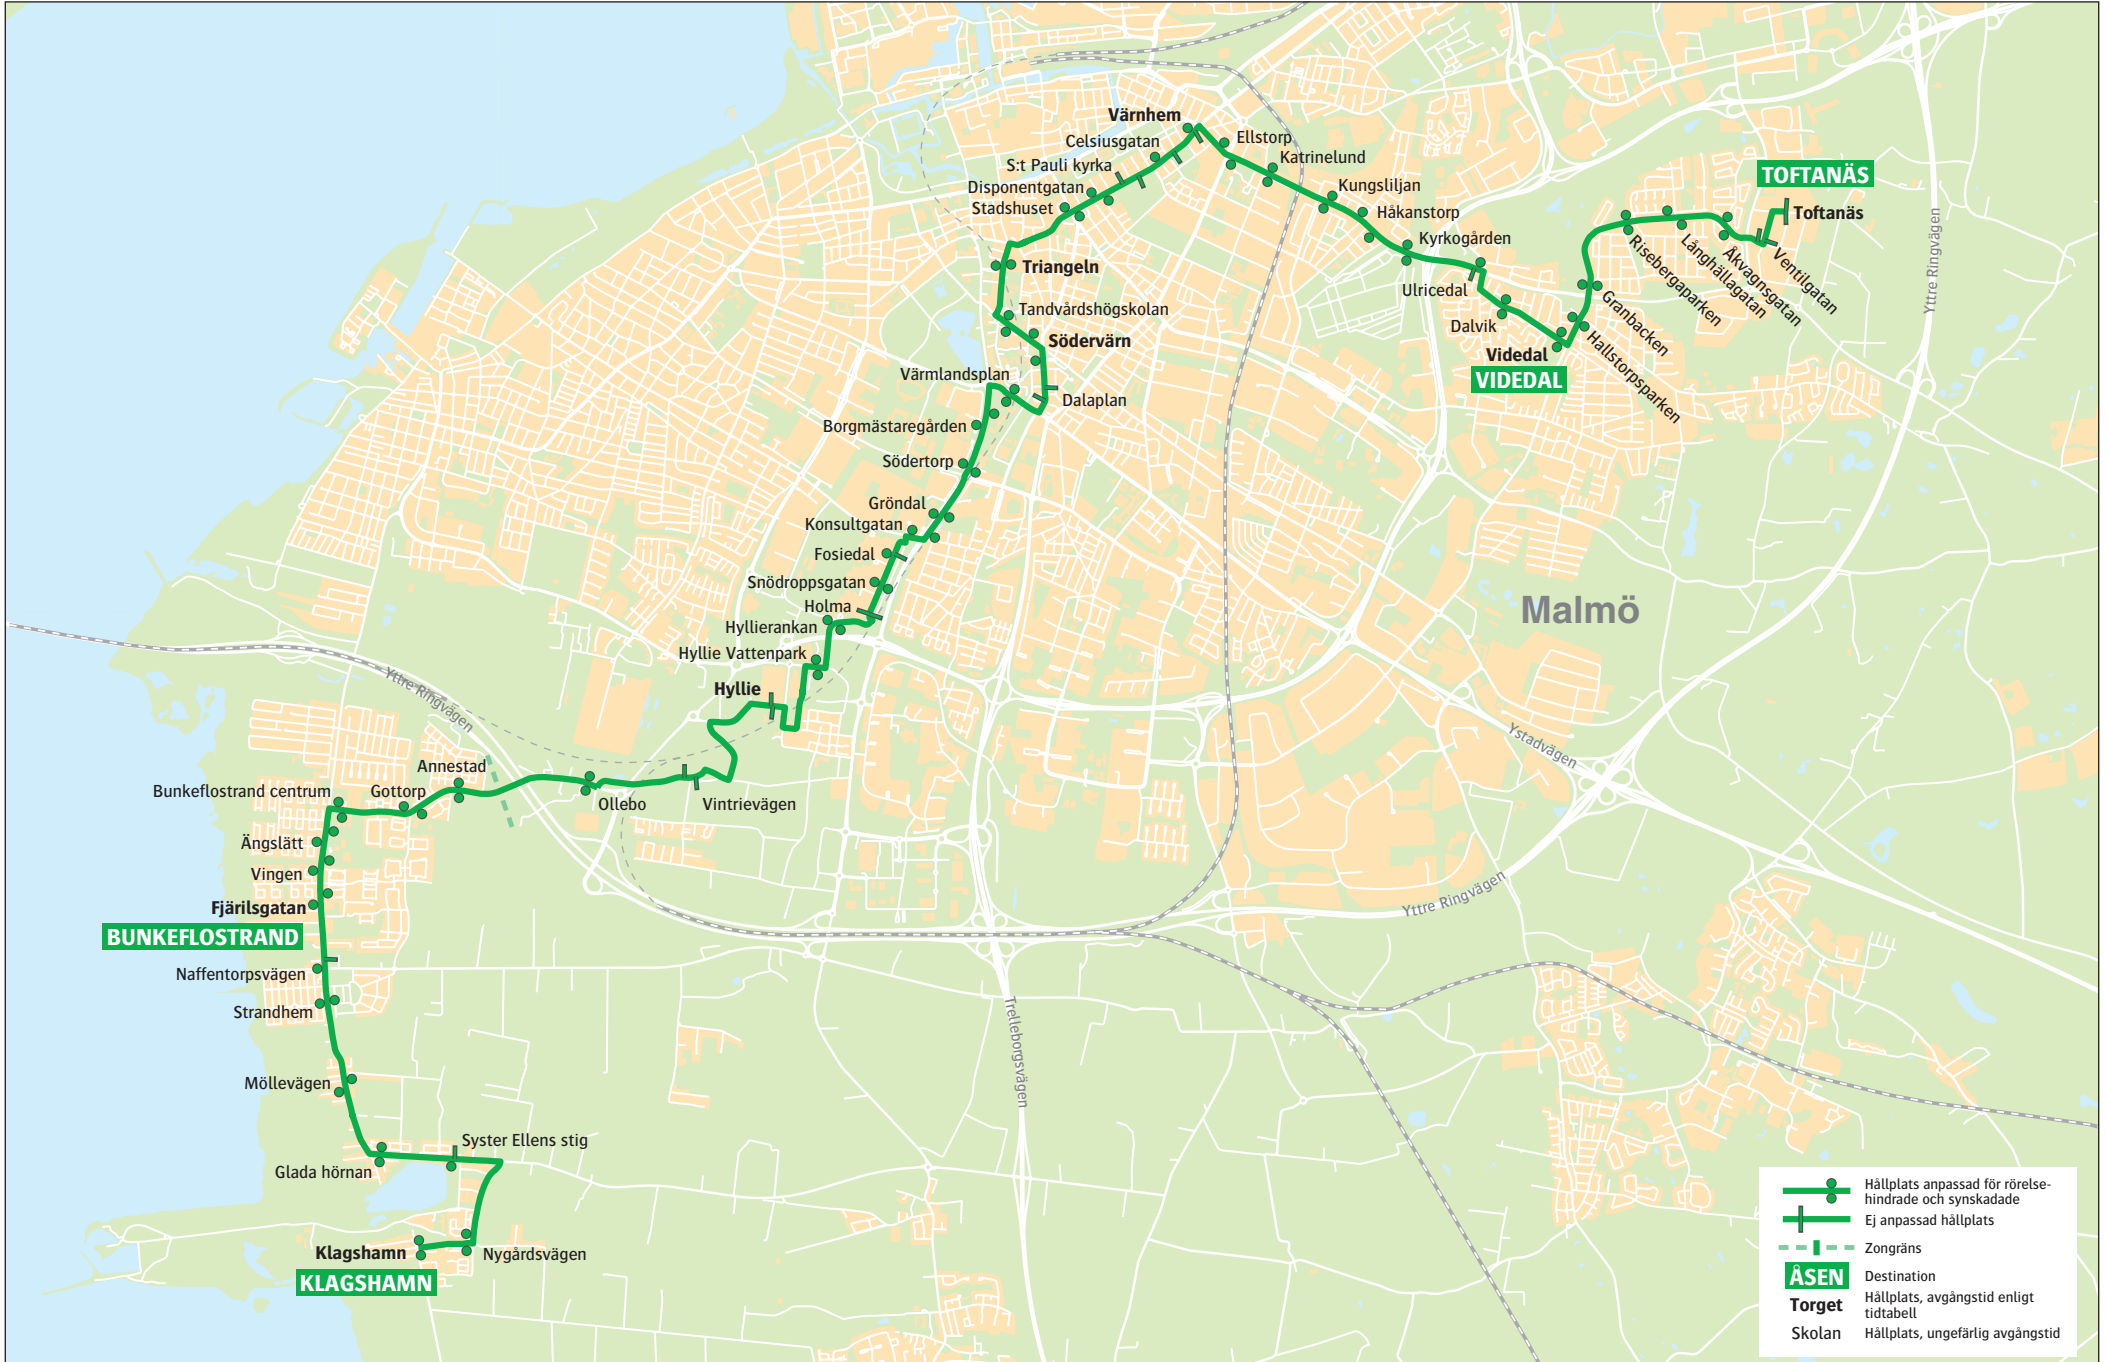 Värnhem
Celsiusgatan
S:t Pauli kyrka
Disponentgatan
Stadshuset
Ellstorp
Katrinelund
Kungsliljan
Håkanstorp
Kyrkogården
Ulricedal
Dalvik
Videdal
VIDEDAL
Hallstorpsparken
Granbacken
Risebergaparken
Långhällagatan
Åkvagnsgatan
Ventilgatan
TOFTANÄS
Toftanäs
Yttre Ringvägen
Triangeln
Tandvårdshögskolan
Södervärn
Värmlandsplan
Dalaplan
Borgmästaregården
Södertorp
Gröndal
Konsultgatan
Fosiedal
Snödroppsgatan
Holma
Hyllierankan
Hyllie Vattenpark
Hyllie
Malmö
Ystadvägen
Yttre Ringvägen
Yttre Ringvägen
Trelleborgsvägen
Vintrievägen
Ollebo
Annestad
Gottorp
Bunkeflostrand centrum
Ängslätt
Vingen
Fjärilsgatan
BUNKEFLOSTRAND
Naffentorpsvägen
Strandhem
Möllevägen
Syster Ellens stig
Glada hörnan
Klagshamn
KLAGSHAMN
Nygårdsvägen
Hållplats anpassad för rörelse-
hindrade och synskadade
Ej anpassad hållplats
Zongräns
ÅSEN Destination
Torget Hållplats, avgångstid enligt
tidtabell
Skolan Hållplats, ungefärlig avgångstid